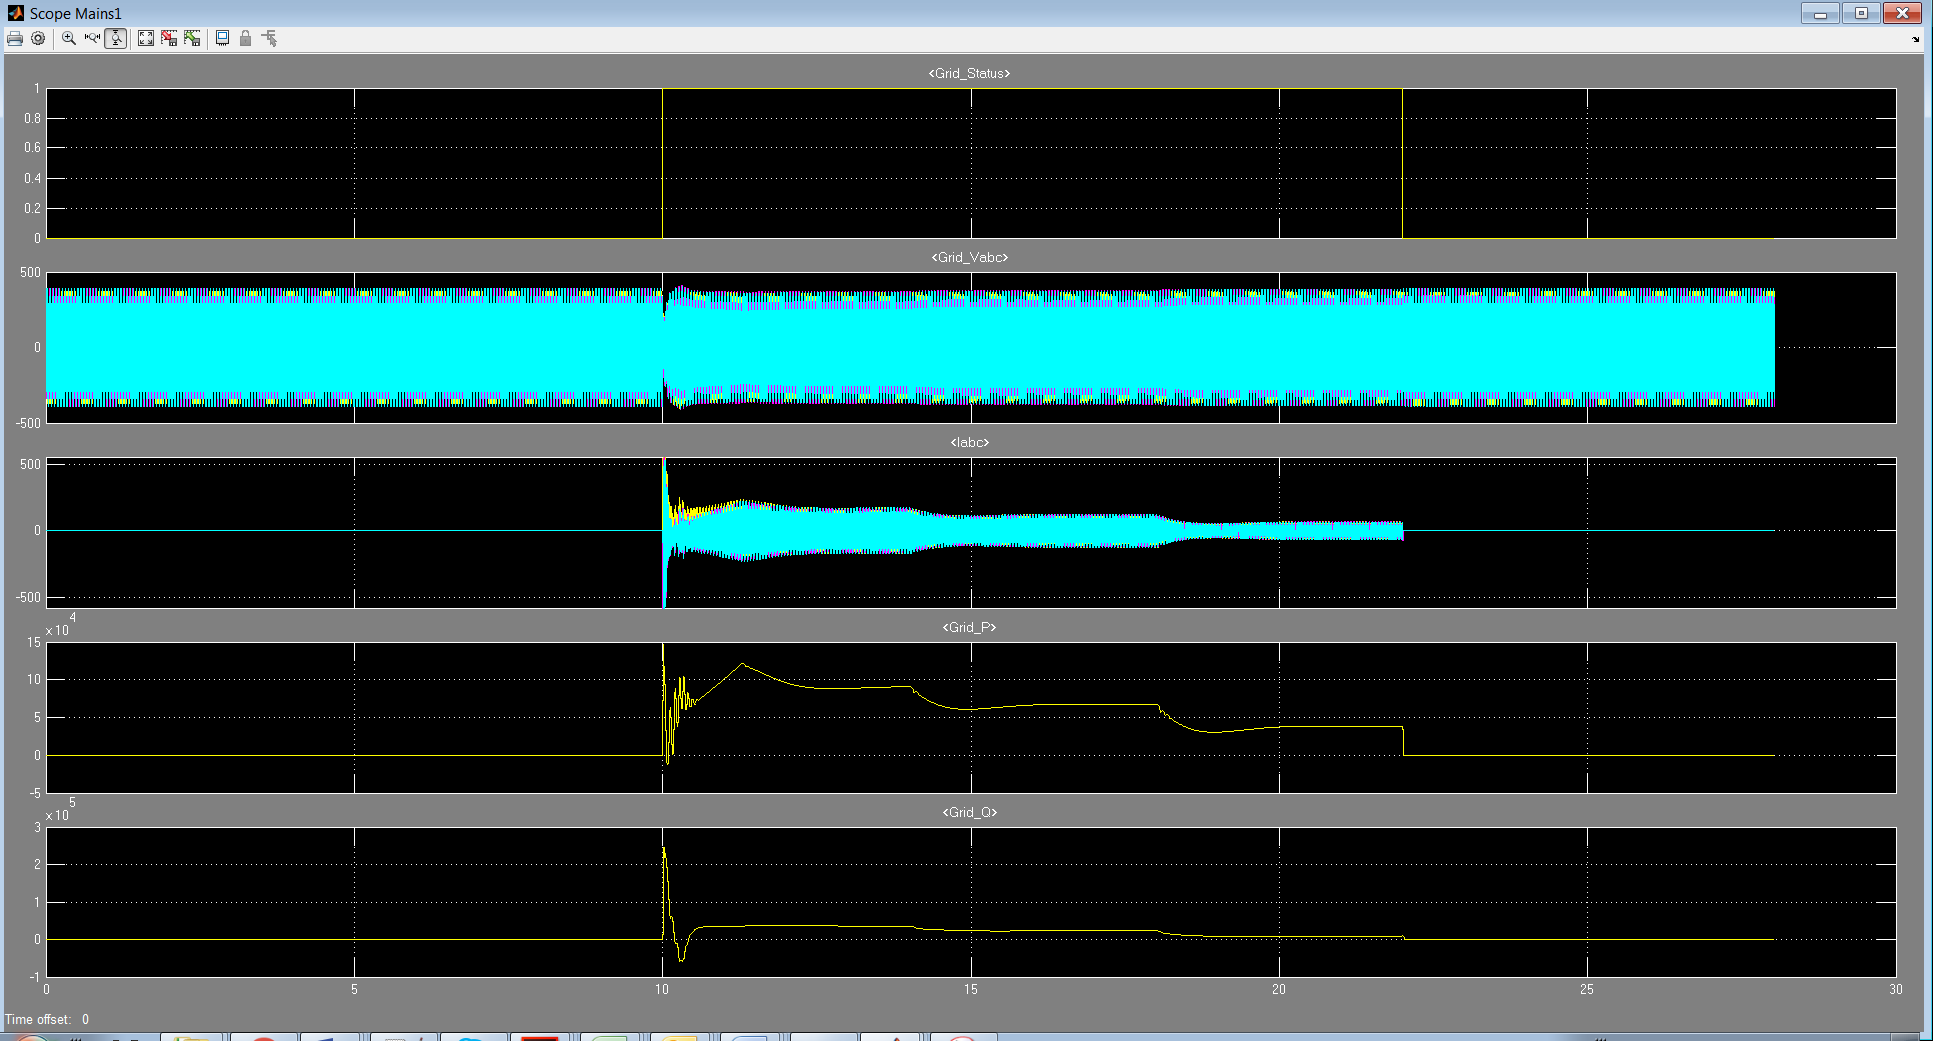 Scope Mains1
<Grid_Status>
1
0.8
0.6
0.4
0.2
0
<Grid_Vabc>
500
0
-500
<Iabc>
500
0
-500
x 10 4
<Grid_P>
15
10
5
0
-5
x 10 5
<Grid_Q>
3
2
1
0
-1
0 5 10 15 20 25 30
Time offset: 0